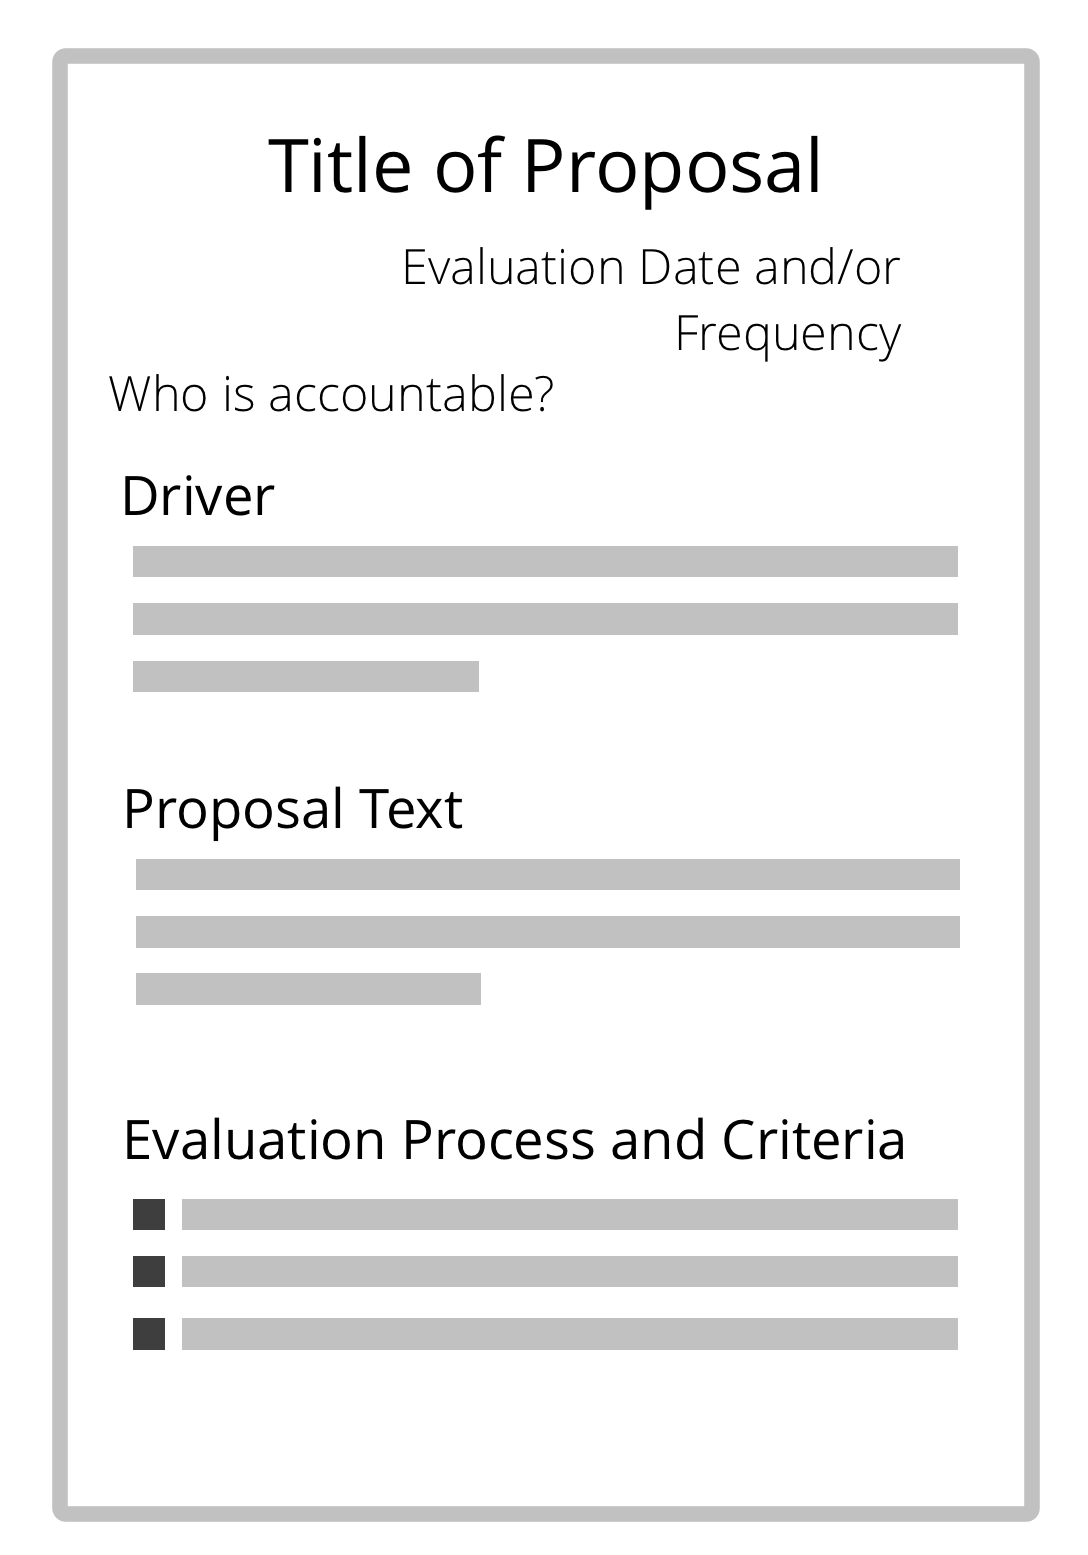 Title of Proposal
Evaluation Date and/or
Frequency
Who is accountable?
Driver
Proposal Text
Evaluation Process and Criteria